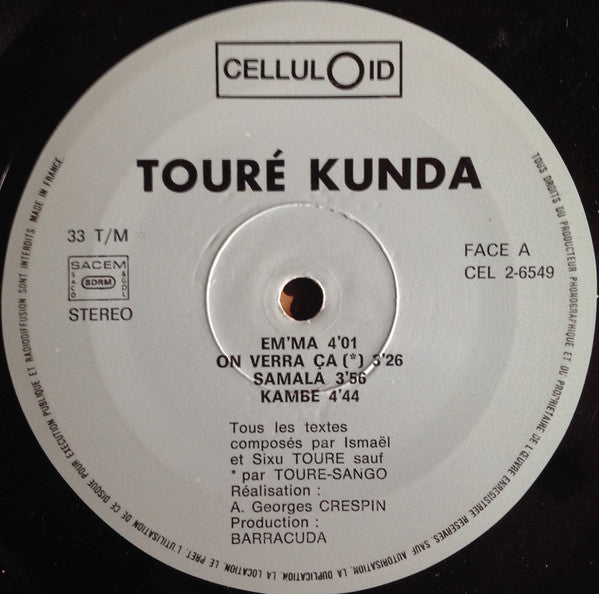 CELLULOID
TOURÉ KUNDA
33 T/M
SACEM
SACD
SDRM
SGDL
STEREO
FACE A
CEL 2-6549
EM'MA 4'01
ON VERRA ÇA (*) 3'26
SAMALA 3'56
KAMBE 4'44
Tous les textes
composés par Ismaël
et Sixu TOURE sauf
* par TOURE-SANGO
Réalisation :
A. Georges CRESPIN
Production :
BARRACUDA
TOUS DROITS DU PRODUCTEUR PHONOGRAPHIQUE ET DU PROPRIÉTAIRE DE L'ŒUVRE ENREGISTRÉE RÉSERVÉS. SAUF AUTORISATION, LA DUPLICATION, LA LOCATION, LE PRÊT, L'UTILISATION DE CE DISQUE POUR EXÉCUTION PUBLIQUE ET RADIODIFFUSION SONT INTERDITS. MADE IN FRANCE.